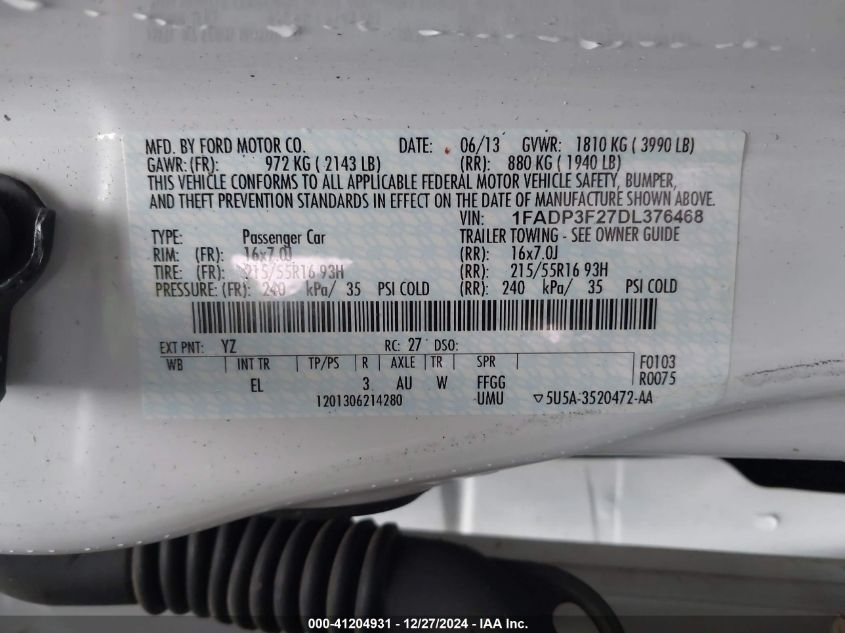 MFD. BY FORD MOTOR CO. DATE: 06/13 GVWR: 1810 KG ( 3990 LB)
GAWR: (FR): 972 KG ( 2143 LB) (RR): 880 KG ( 1940 LB)
THIS VEHICLE CONFORMS TO ALL APPLICABLE FEDERAL MOTOR VEHICLE SAFETY, BUMPER,
AND THEFT PREVENTION STANDARDS IN EFFECT ON THE DATE OF MANUFACTURE SHOWN ABOVE.
VIN: 1FADP3F27DL376468
TYPE: Passenger Car TRAILER TOWING - SEE OWNER GUIDE
RIM: (FR): 16x7.0J (RR): 16x7.0J
TIRE: (FR): 215/55R16 93H (RR): 215/55R16 93H
PRESSURE: (FR): 240 kPa/ 35 PSI COLD (RR): 240 kPa/ 35 PSI COLD
EXT PNT: YZ RC: 27 DSO:
WB INT TR TP/PS R AXLE TR SPR F0103
EL 3 AU W FFGG R0075
1201306214280 UMU ▽5U5A-3520472-AA
000-41204931 - 12/27/2024 - IAA Inc.